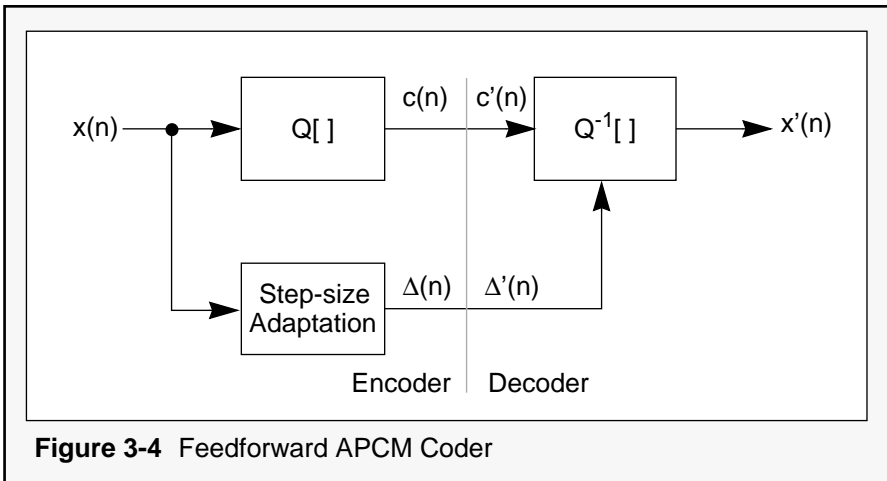 c(n) c'(n)
x(n) Q[ ] Q⁻¹[ ] x'(n)
Step-size
Adaptation
Δ(n) Δ'(n)
Encoder Decoder
Figure 3-4 Feedforward APCM Coder